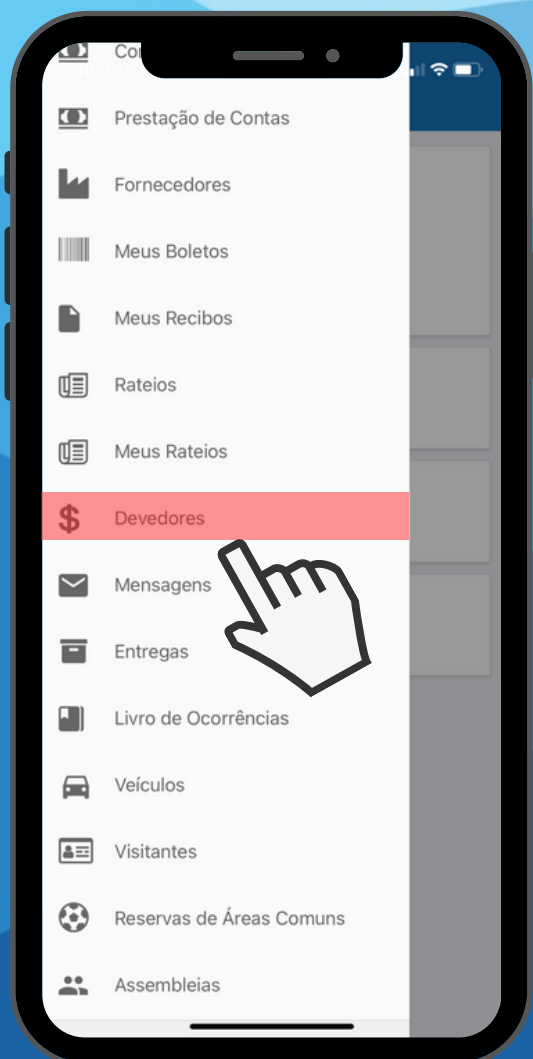 Prestação de Contas
Fornecedores
Meus Boletos
Meus Recibos
Rateios
Meus Rateios
Devedores
Mensagens
Entregas
Livro de Ocorrências
Veículos
Visitantes
Reservas de Áreas Comuns
Assembleias